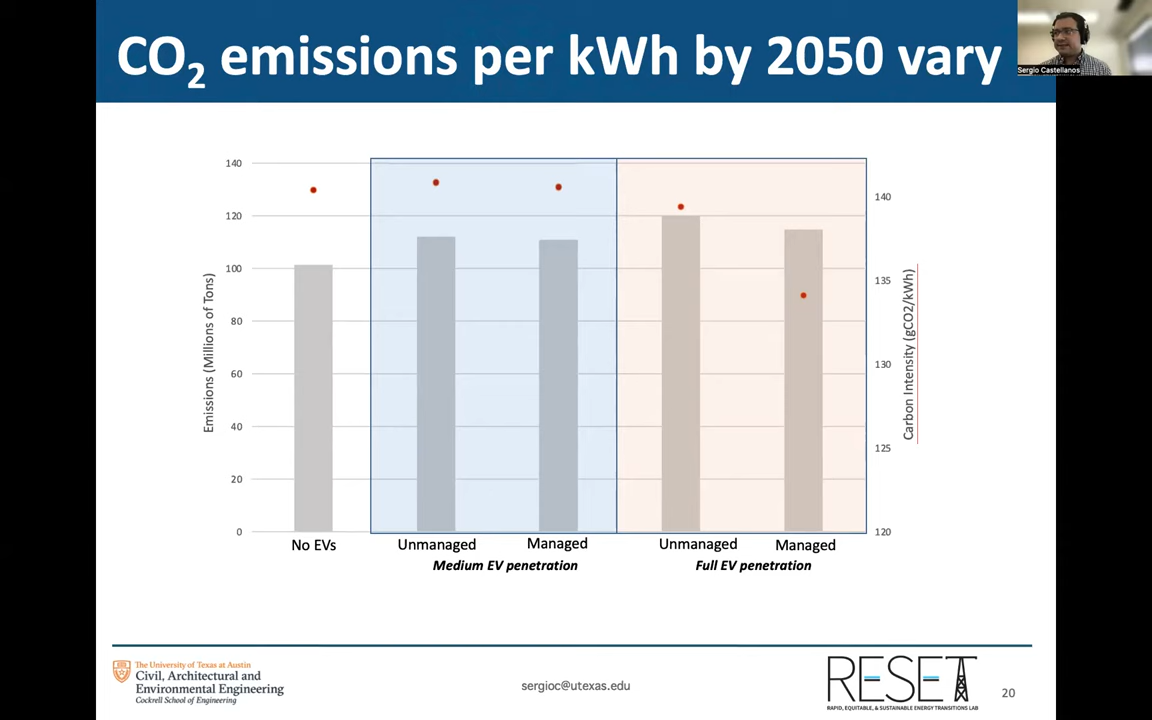 CO2 emissions per kWh by 2050 vary
Sergio Castellanos
140
120
100
80
60
40
20
0
Emissions (Millions of Tons)
140
135
130
125
120
Carbon Intensity (gCO2/kWh)
No EVs
Unmanaged
Managed
Unmanaged
Managed
Medium EV penetration
Full EV penetration
The University of Texas at Austin
Civil, Architectural and
Environmental Engineering
Cockrell School of Engineering
sergioc@utexas.edu
RESET
RAPID, EQUITABLE, & SUSTAINABLE ENERGY TRANSITIONS LAB
20